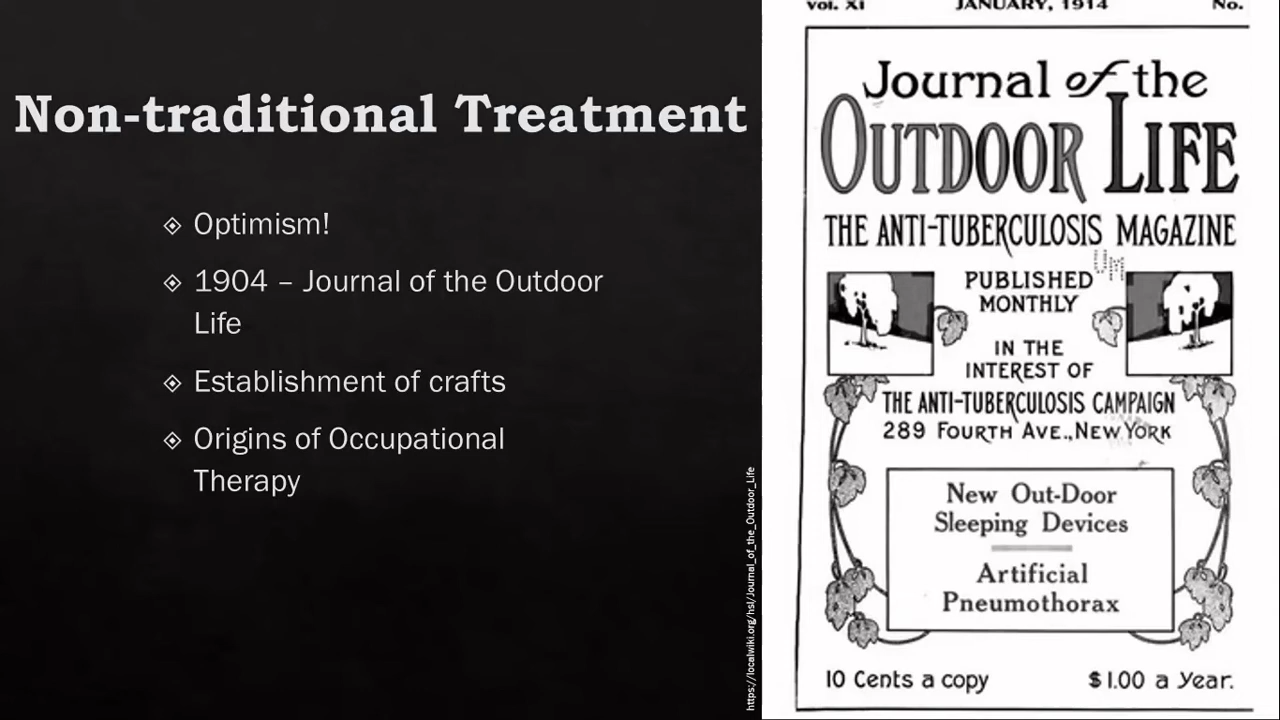 Non-traditional Treatment
Optimism!
1904 – Journal of the Outdoor
Life
Establishment of crafts
Origins of Occupational
Therapy
https://localwiki.org/hsl/Journal_of_the_Outdoor_Life
Vol. XI JANUARY, 1914 No.
Journal of the
OUTDOOR LIFE
THE ANTI-TUBERCULOSIS MAGAZINE
PUBLISHED
MONTHLY
IN THE
INTEREST OF
THE ANTI-TUBERCULOSIS CAMPAIGN
289 FOURTH AVE., NEW YORK
New Out-Door
Sleeping Devices
Artificial
Pneumothorax
10 Cents a copy $1.00 a Year.